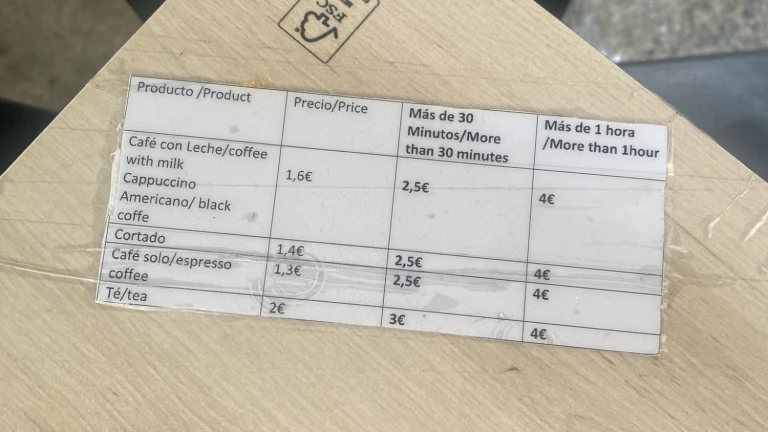 FSC
Producto /Product
Precio/Price
Más de 30
Minutos/More
than 30 minutes
Más de 1 hora
/More than 1hour
Café con Leche/coffee
with milk
Cappuccino
Americano/ black
coffe
1,6€
2,5€
4€
Cortado
1,4€
2,5€
4€
Café solo/espresso
coffee
1,3€
2,5€
4€
Té/tea
2€
3€
4€